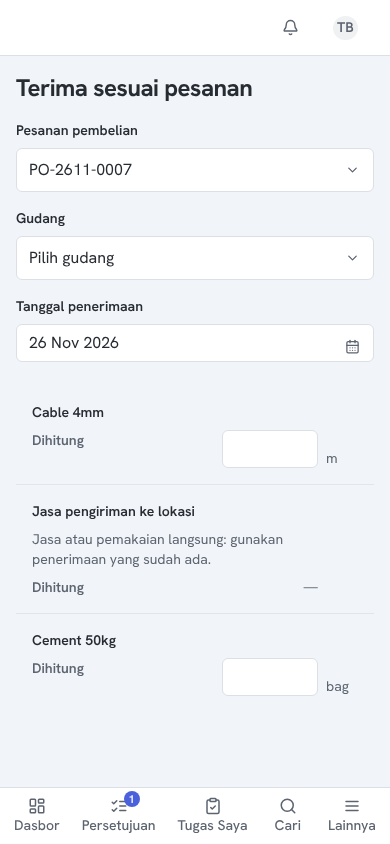 TB
Terima sesuai pesanan
Pesanan pembelian
PO-2611-0007
Gudang
Pilih gudang
Tanggal penerimaan
26 Nov 2026
Cable 4mm
Dihitung
m
Jasa pengiriman ke lokasi
Jasa atau pemakaian langsung: gunakan
penerimaan yang sudah ada.
Dihitung —
Cement 50kg
Dihitung
bag
1
Dasbor Persetujuan Tugas Saya Cari Lainnya